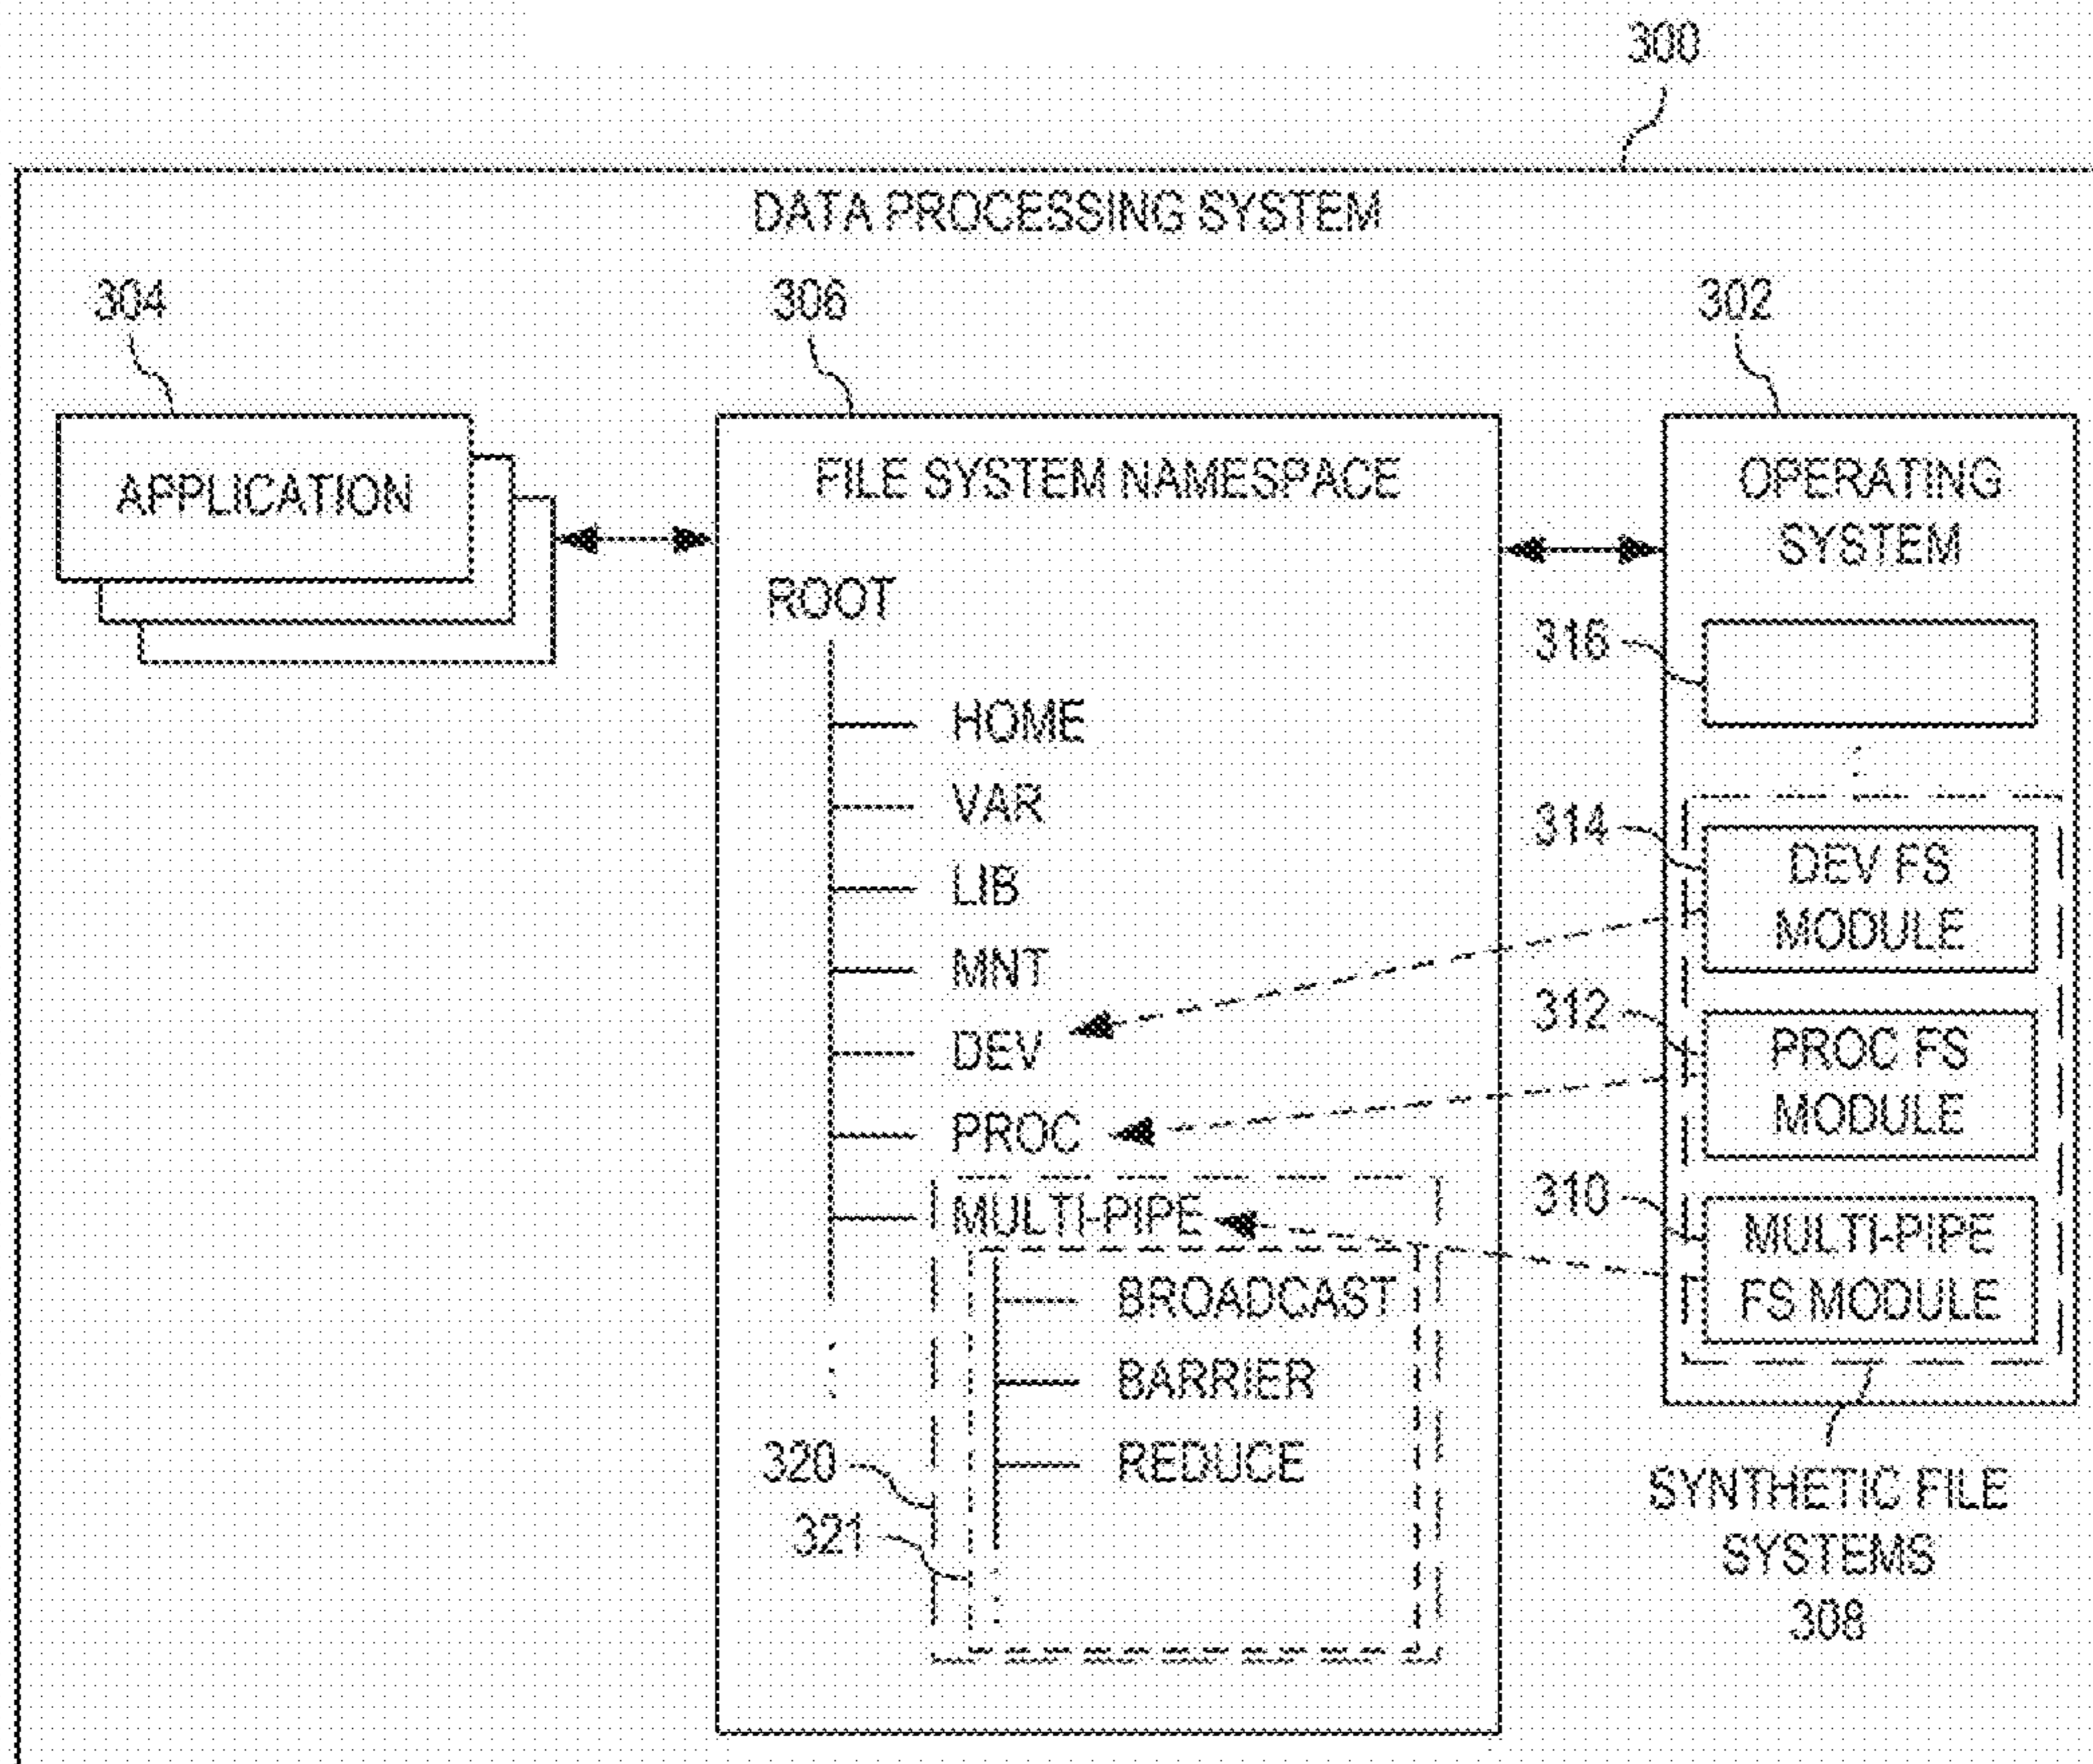 300
DATA PROCESSING SYSTEM
304
306
302
APPLICATION
FILE SYSTEM NAMESPACE
OPERATING
SYSTEM
ROOT
316
HOME
VAR
LIB
MNT
DEV
PROC
MULTI-PIPE
BROADCAST
BARRIER
REDUCE
320
321
314
DEV FS
MODULE
312
PROC FS
MODULE
310
MULTI-PIPE
FS MODULE
SYNTHETIC FILE
SYSTEMS
308